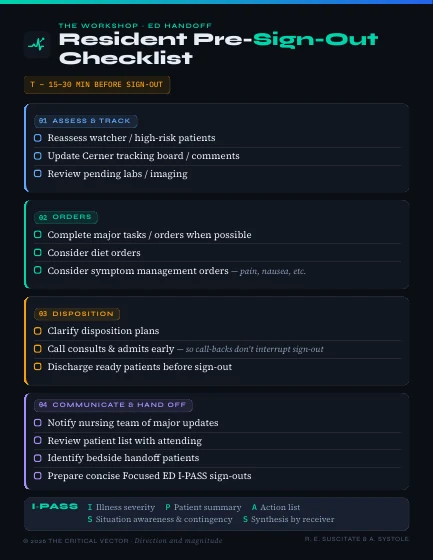 THE WORKSHOP · ED HANDOFF
Resident Pre-Sign-Out
Checklist
T – 15–30 MIN BEFORE SIGN-OUT
01 ASSESS & TRACK
Reassess watcher / high-risk patients
Update Cerner tracking board / comments
Review pending labs / imaging
02 ORDERS
Complete major tasks / orders when possible
Consider diet orders
Consider symptom management orders — pain, nausea, etc.
03 DISPOSITION
Clarify disposition plans
Call consults & admits early — so call-backs don't interrupt sign-out
Discharge ready patients before sign-out
04 COMMUNICATE & HAND OFF
Notify nursing team of major updates
Review patient list with attending
Identify bedside handoff patients
Prepare concise Focused ED I-PASS sign-outs
I-PASS I Illness severity P Patient summary A Action list
S Situation awareness & contingency S Synthesis by receiver
© 2026 THE CRITICAL VECTOR · Direction and magnitude
R. E. SUSCITATE & A. SYSTOLE